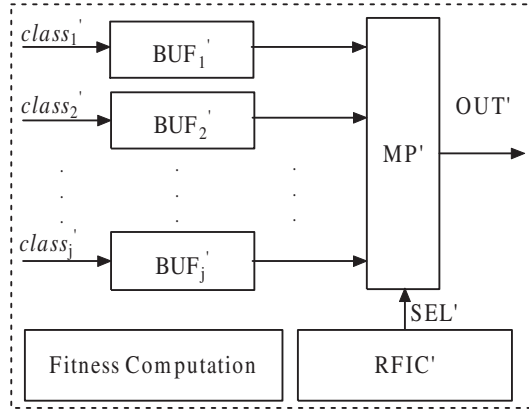 class₁'
BUF₁'
class₂'
BUF₂'
OUT'
MP'
classⱼ'
BUFⱼ'
SEL'
Fitness Computation
RFIC'